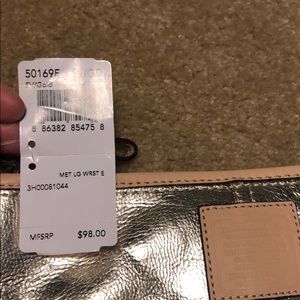 50169F
8 86382 85475 8
MET LG WRST E
3H00081044
MFSRP $98.00